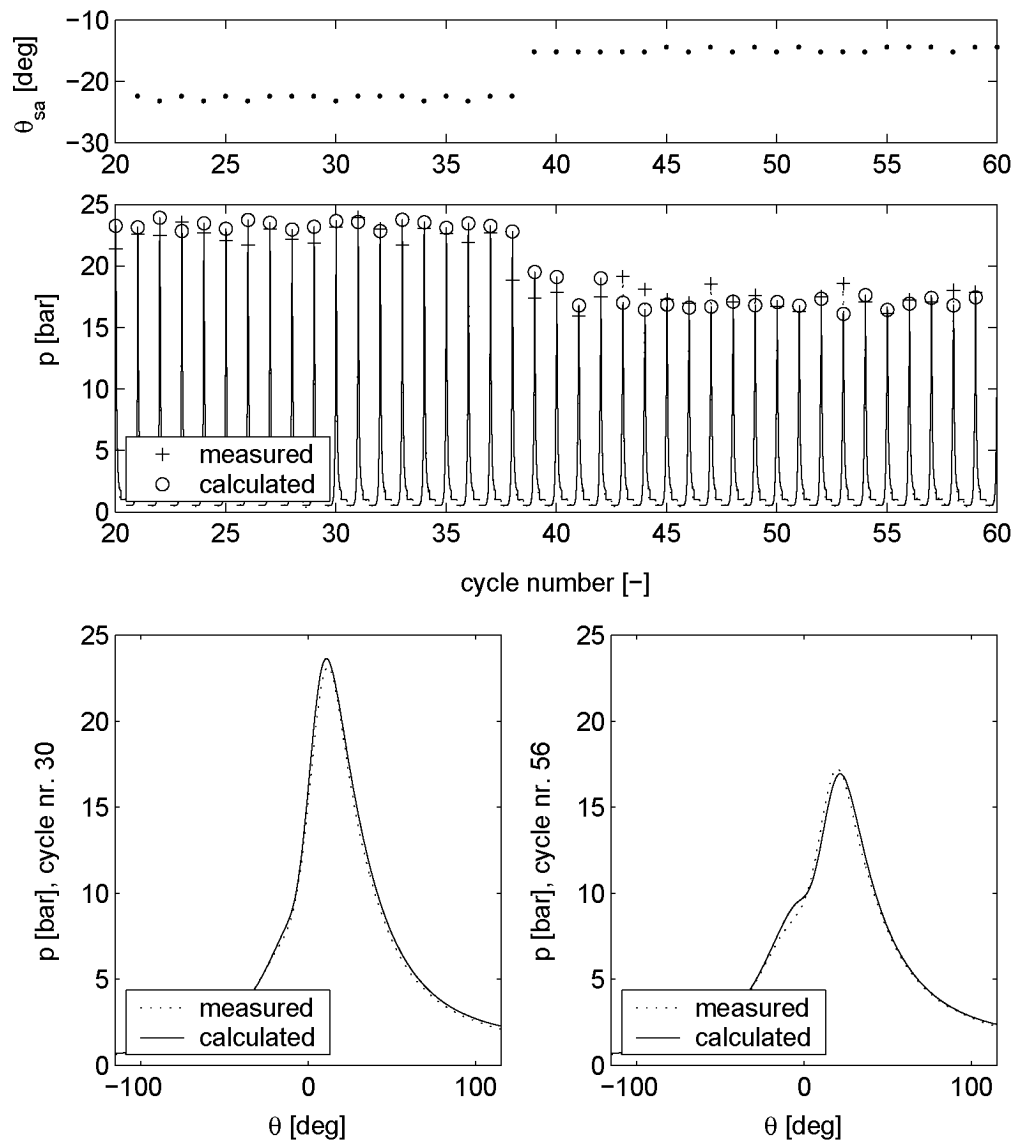 −10
−20
−30
θsa [deg]
20 25 30 35 40 45 50 55 60
25
20
15
10
5
0
p [bar]
measured
calculated
20 25 30 35 40 45 50 55 60
cycle number [−]
25
20
15
10
5
0
p [bar], cycle nr. 30
measured
calculated
−100 0 100
θ [deg]
25
20
15
10
5
0
p [bar], cycle nr. 56
measured
calculated
−100 0 100
θ [deg]